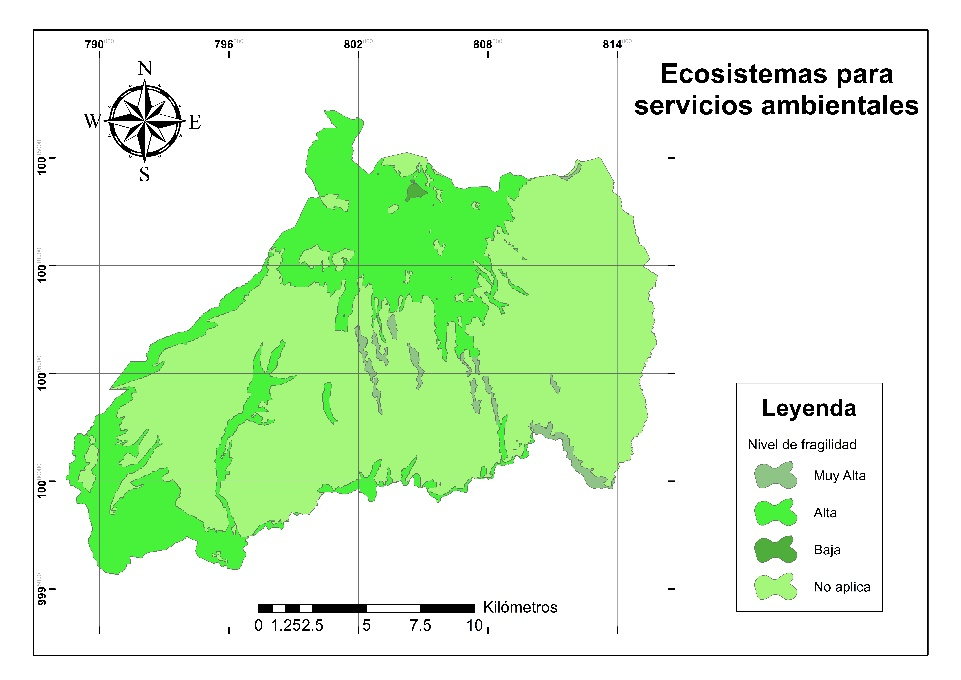 790 796 802 808 814
Ecosistemas para
servicios ambientales
N
W E
S
100
100
100
100
999
Leyenda
Nivel de fragilidad
Muy Alta
Alta
Baja
No aplica
Kilómetros
0 1.25 2.5 5 7.5 10